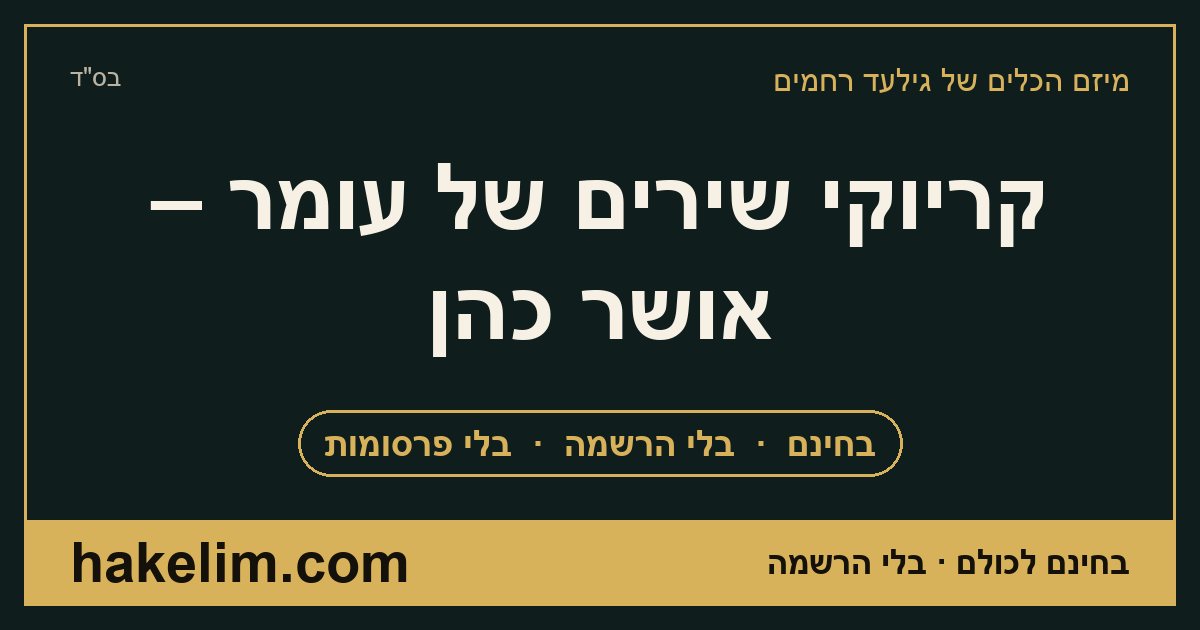 מיזם הכלים של גילעד רחמים
בס"ד
קריוקי שירים של עומר –
אושר כהן
בחינם · בלי הרשמה · בלי פרסומות
בחינם לכולם · בלי הרשמה
hakelim.com